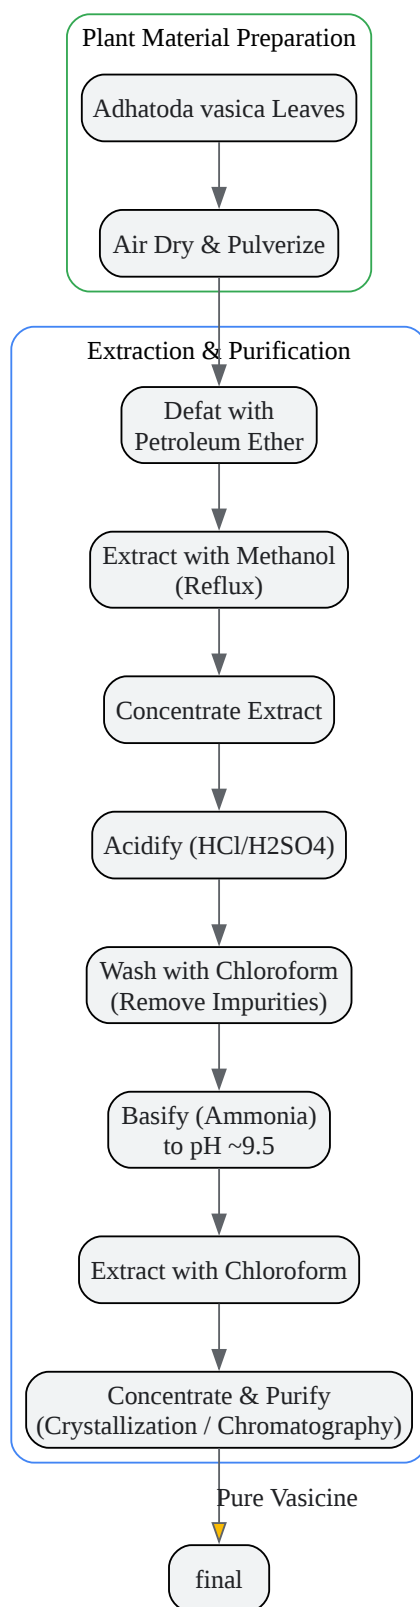 Plant Material Preparation
Adhatoda vasica Leaves
Air Dry & Pulverize
Extraction & Purification
Defat with
Petroleum Ether
Extract with Methanol
(Reflux)
Concentrate Extract
Acidify (HCl/H2SO4)
Wash with Chloroform
(Remove Impurities)
Basify (Ammonia)
to pH ~9.5
Extract with Chloroform
Concentrate & Purify
(Crystallization / Chromatography)
Pure Vasicine
final